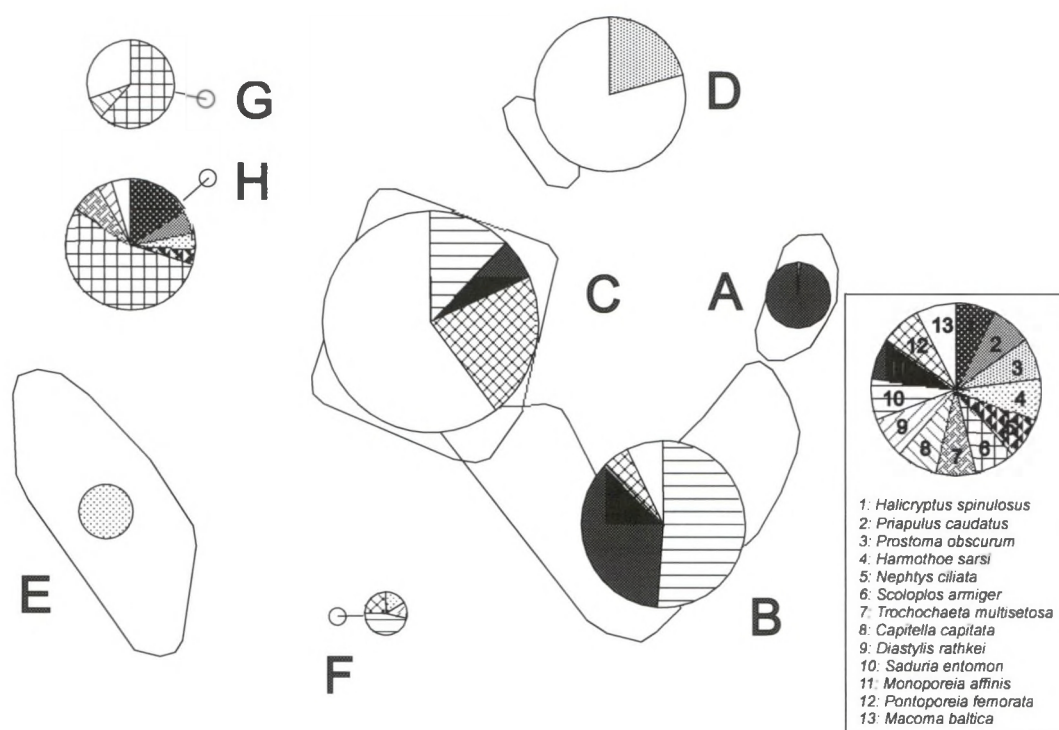 G
D
H
C
A
E
F
B
13
2
12
3
4
10
9
8
7
6
1: Halicryptus spinulosus
2: Priapulus caudatus
3: Prostoma obscurum
4: Harmothoe sarsi
5: Nephtys ciliata
6: Scoloplos armiger
7: Trochochaeta multisetosa
8: Capitella capitata
9: Diastylis rathkei
10: Saduria entomon
11: Monoporeia affinis
12: Pontoporeia femorata
13: Macoma baltica